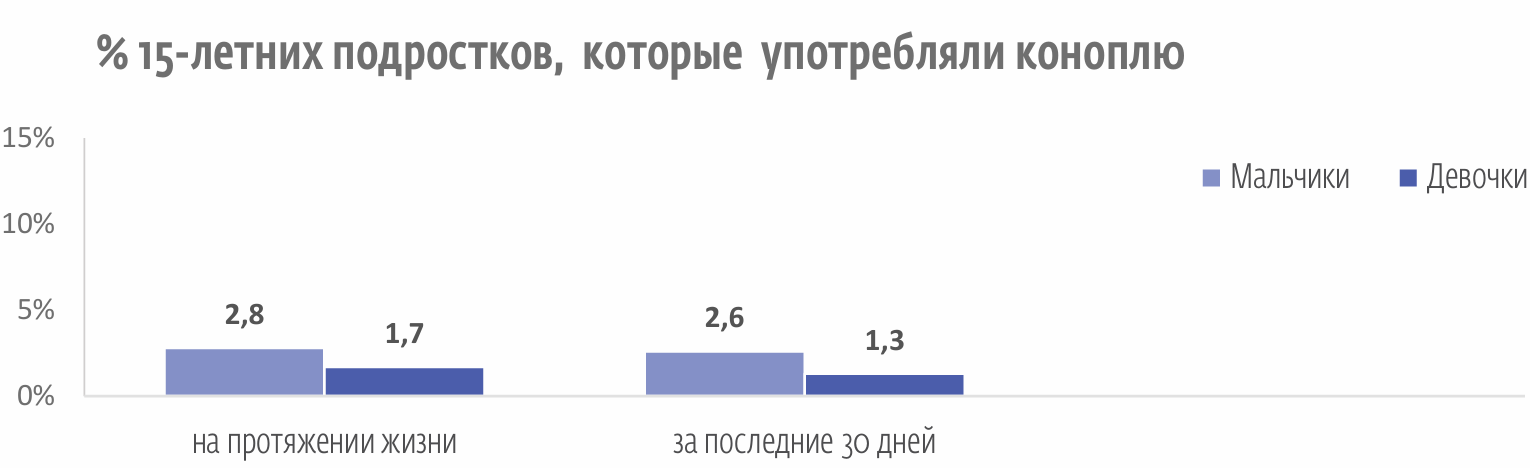 % 15-летних подростков, которые употребляли коноплю
15%
Мальчики Девочки
10%
5%
2,8 1,7 2,6 1,3
0%
на протяжении жизни за последние 30 дней